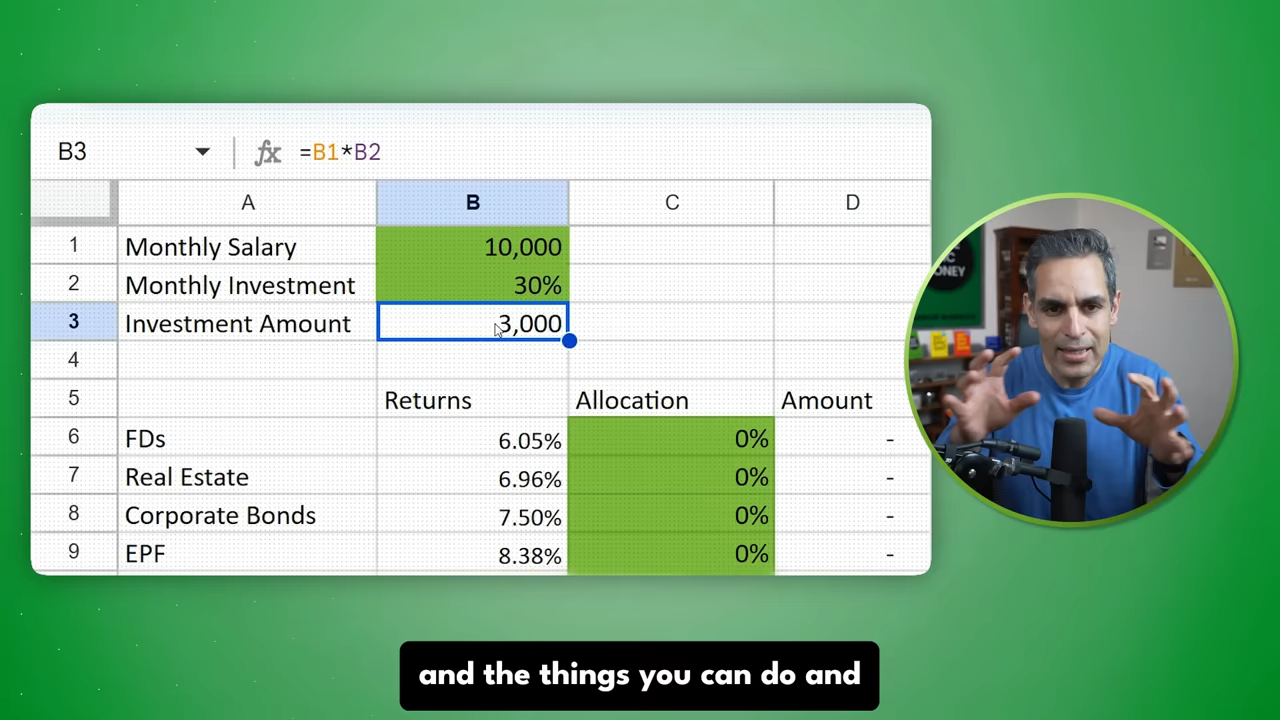 B3 fx =B1*B2
A B C D
1 Monthly Salary 10,000
2 Monthly Investment 30%
3 Investment Amount 3,000
4
5 Returns Allocation Amount
6 FDs 6.05% 0% -
7 Real Estate 6.96% 0% -
8 Corporate Bonds 7.50% 0% -
9 EPF 8.38% 0% -
ONEY
and the things you can do and